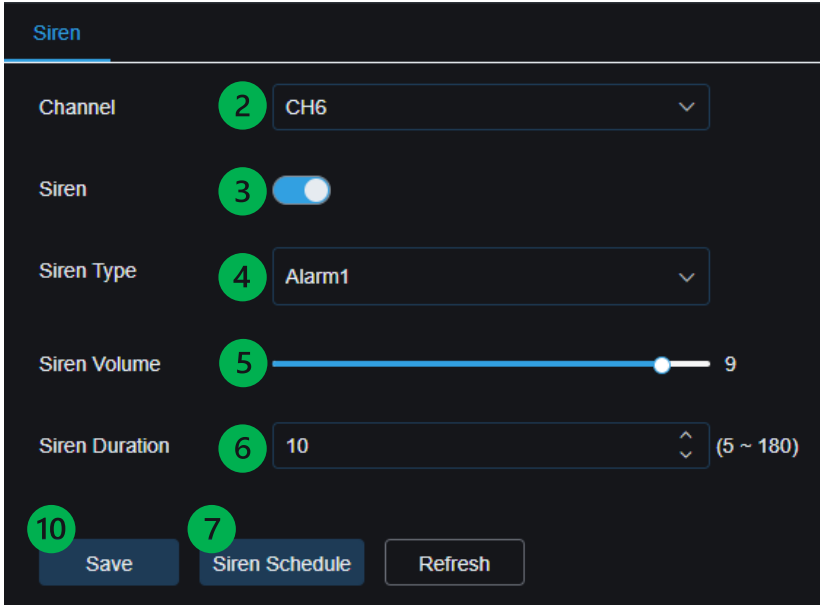 Siren
Channel 2 CH6
Siren 3
Siren Type 4 Alarm1
Siren Volume 5 9
Siren Duration 6 10 (5 ~ 180)
10 7
Save Siren Schedule Refresh